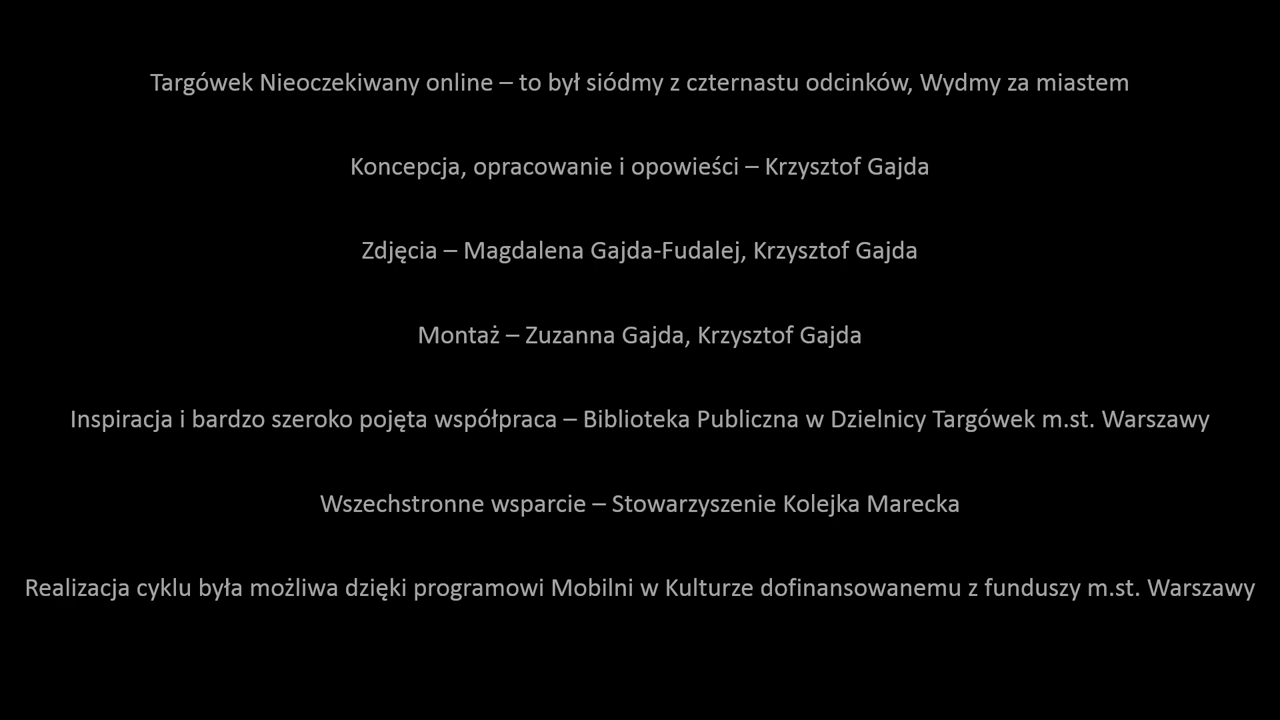 Targówek Nieoczekiwany online – to był siódmy z czternastu odcinków, Wydmy za miastem
Koncepcja, opracowanie i opowieści – Krzysztof Gajda
Zdjęcia – Magdalena Gajda-Fudalej, Krzysztof Gajda
Montaż – Zuzanna Gajda, Krzysztof Gajda
Inspiracja i bardzo szeroko pojęta współpraca – Biblioteka Publiczna w Dzielnicy Targówek m.st. Warszawy
Wszechstronne wsparcie – Stowarzyszenie Kolejka Marecka
Realizacja cyklu była możliwa dzięki programowi Mobilni w Kulturze dofinansowanemu z funduszy m.st. Warszawy